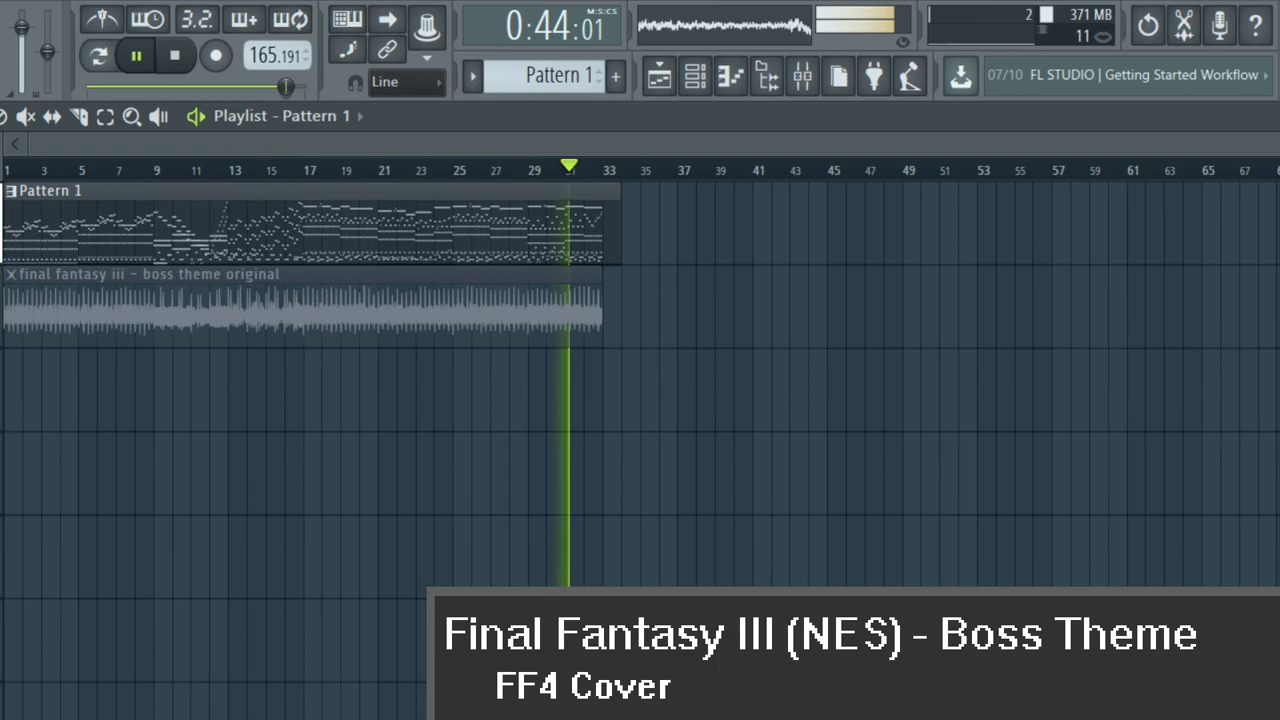 3.2.
165.191
Line
0:44:01
M:S:CS
Pattern 1
2
371 MB
11
07/10 FL STUDIO | Getting Started Workflow
Playlist - Pattern 1
1 3 5 7 9 11 13 15 17 19 21 23 25 27 29 31 33 35 37 39 41 43 45 47 49 51 53 55 57 59 61 63 65 67
Pattern 1
final fantasy iii - boss theme original
Final Fantasy III (NES) - Boss Theme
FF4 Cover